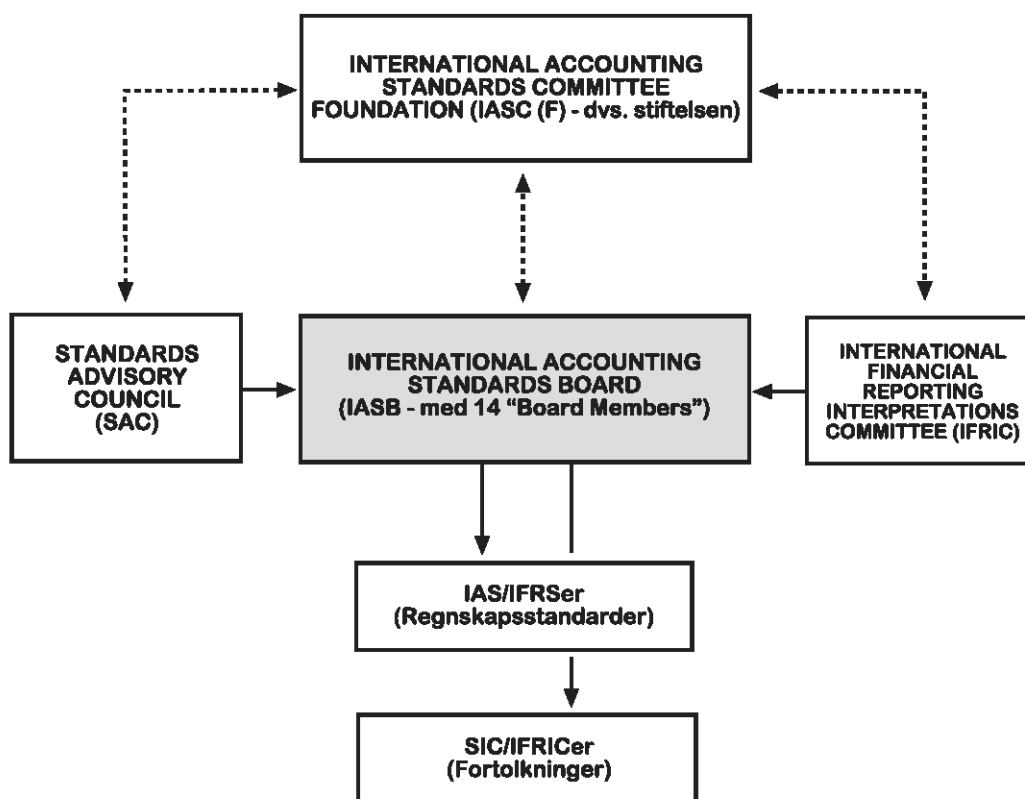 INTERNATIONAL ACCOUNTING
STANDARDS COMMITTEE
FOUNDATION (IASC (F) - dvs. stiftelsen)
STANDARDS
ADVISORY
COUNCIL
(SAC)
INTERNATIONAL ACCOUNTING
STANDARDS BOARD
(IASB - med 14 “Board Members”)
INTERNATIONAL
FINANCIAL
REPORTING
INTERPRETATIONS
COMMITTEE (IFRIC)
IAS/IFRSer
(Regnskapsstandarder)
SIC/IFRICer
(Fortolkninger)